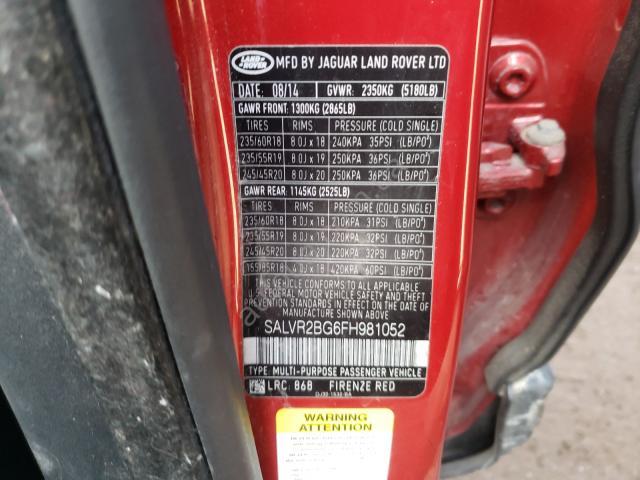 LAND ROVER MFD BY JAGUAR LAND ROVER LTD
DATE: 08/14 GVWR: 2350KG (5180LB)
GAWR FRONT: 1300KG (2865LB)
TIRES RIMS PRESSURE (COLD SINGLE)
235/60R18 8.0J x 18 240KPA 35PSI (LB/PO²)
235/55R19 8.0J x 19 250KPA 36PSI (LB/PO²)
245/45R20 8.0J x 20 250KPA 36PSI (LB/PO²)
GAWR REAR: 1145KG (2525LB)
TIRES RIMS PRESSURE (COLD SINGLE)
235/60R18 8.0J x 18 210KPA 31PSI (LB/PO²)
235/55R19 8.0J x 19 220KPA 32PSI (LB/PO²)
245/45R20 8.0J x 20 220KPA 32PSI (LB/PO²)
155/85R18 4.0J x 18 420KPA 60PSI (LB/PO²)
THIS VEHICLE CONFORMS TO ALL APPLICABLE
FEDERAL MOTOR VEHICLE SAFETY AND THEFT
PREVENTION STANDARDS IN EFFECT ON THE DATE
OF MANUFACTURE SHOWN ABOVE
SALVR2BG6FH981052
TYPE: MULTI-PURPOSE PASSENGER VEHICLE
LRC: 868 FIRENZE RED
WARNING
ATTENTION